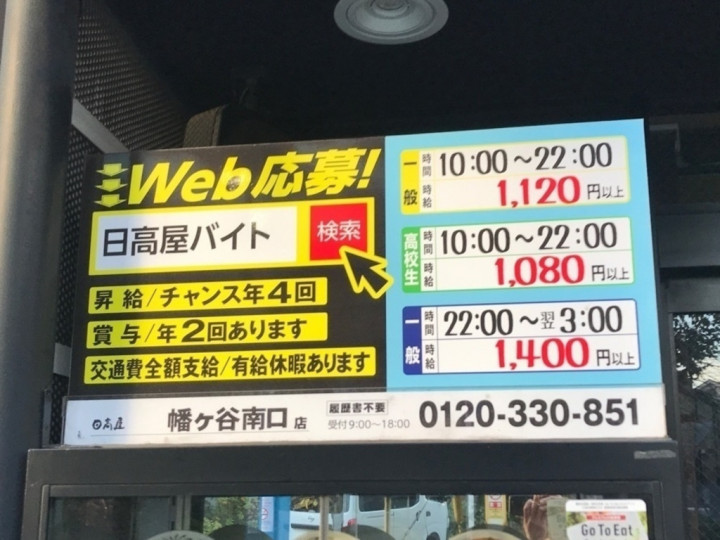 Web応募!
日高屋バイト 検索
昇給/チャンス年4回
賞与/年2回あります
交通費全額支給/有給休暇あります
一般 時間 10:00～22:00
時給 1,120円以上
高校生 時間 10:00～22:00
時給 1,080円以上
一般 時間 22:00～翌3:00
時給 1,400円以上
日高屋 幡ヶ谷南口店 履歴書不要 受付9:00～18:00 0120-330-851
Go To Eat